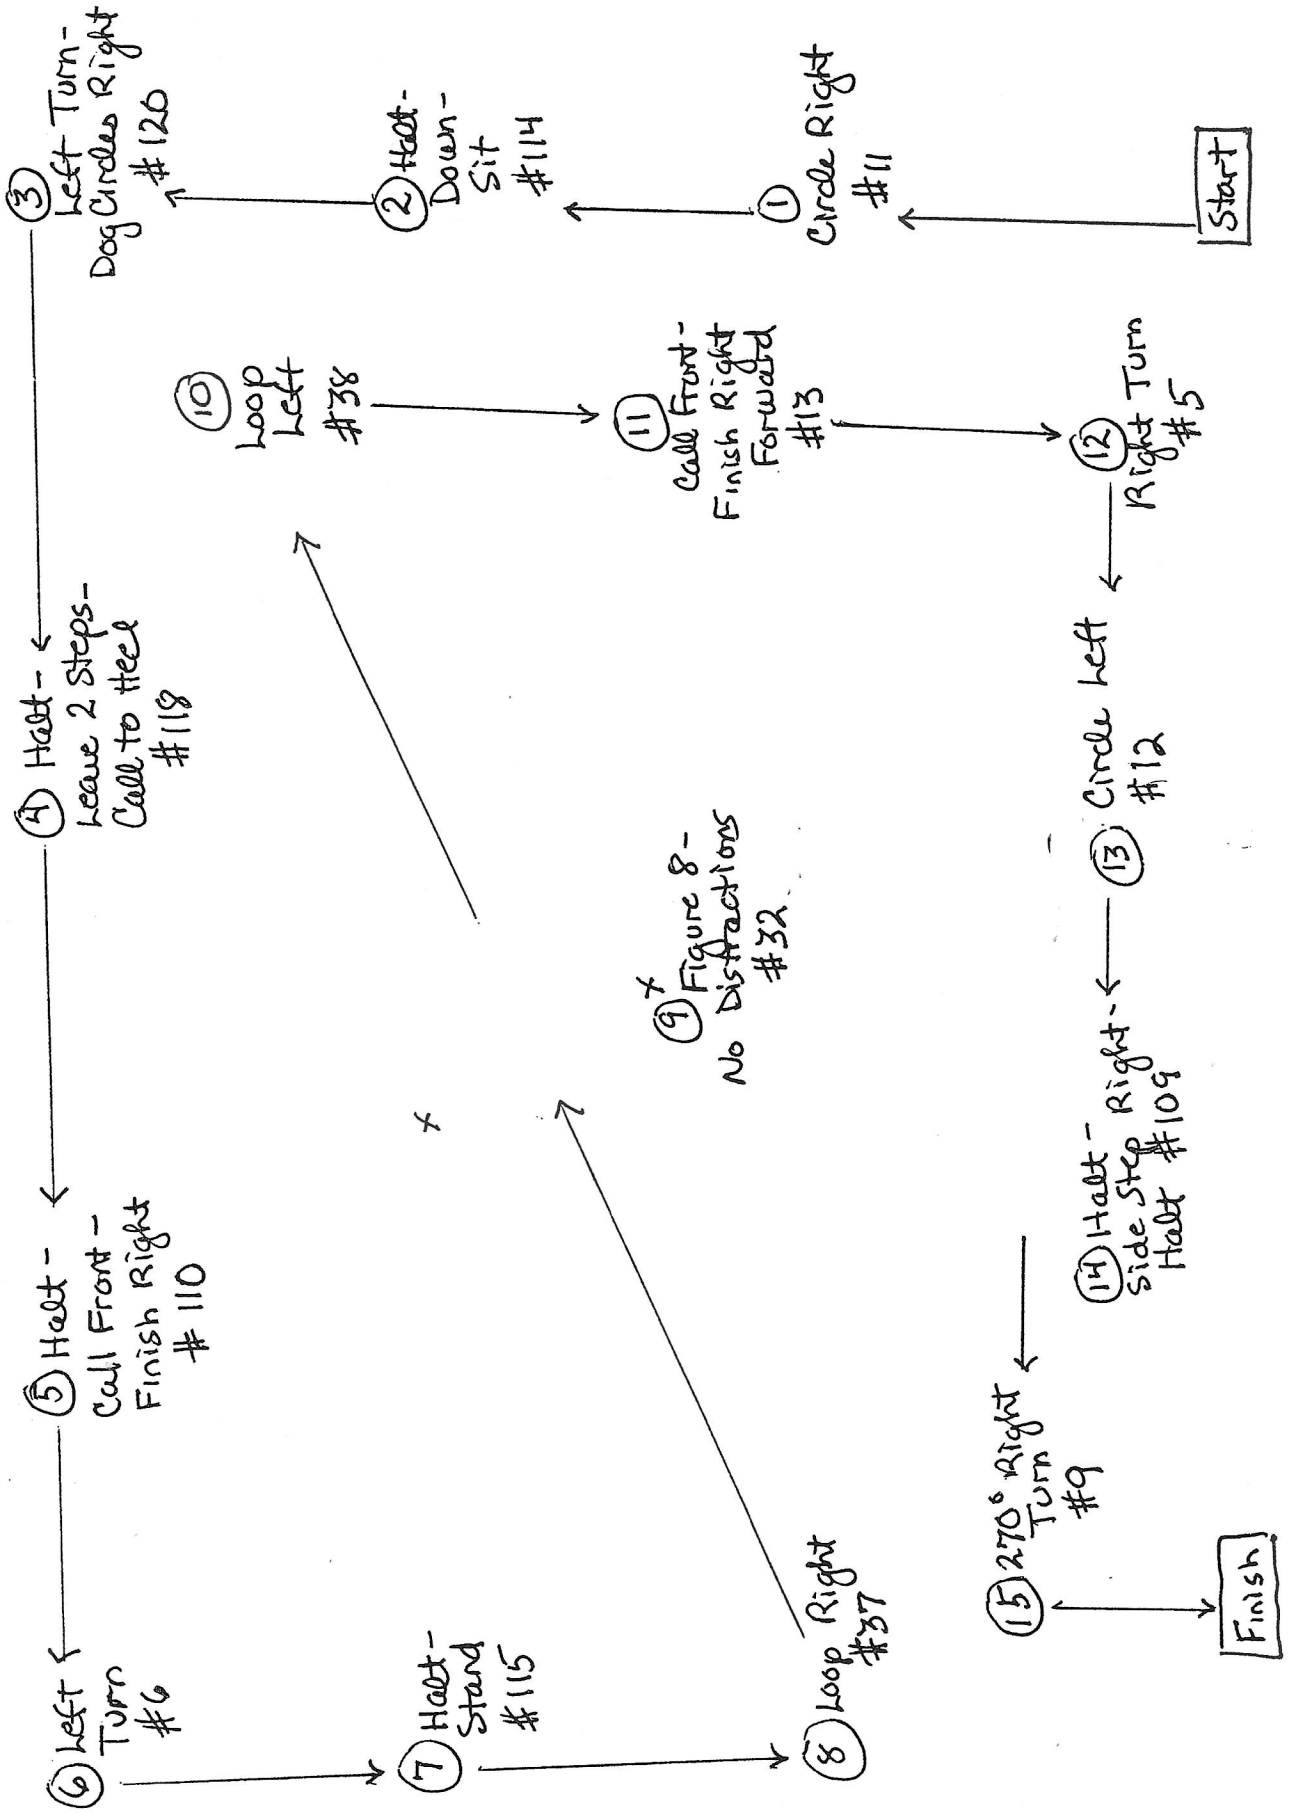 Start
① Circle Right
#11
② Halt-
Down-
Sit
#114
③ Left Turn-
Dog Circles Right
#120
④ Halt-
Leave 2 Steps-
Call to Heel
#118
⑤ Halt-
Call Front-
Finish Right
#110
⑥ Left
Turn
#6
⑦ Halt-
Stand
#115
⑧ Loop Right
#37
x
x
⑨ Figure 8-
No Distractions
#32
⑩
Loop
Left
#38
⑪
Call Front-
Finish Right
Forward
#13
⑫
Right Turn
#5
⑬ Circle Left
#12
⑭ Halt-
Side Step Right-
Halt #109
⑮ 270° Right
Turn
#9
Finish